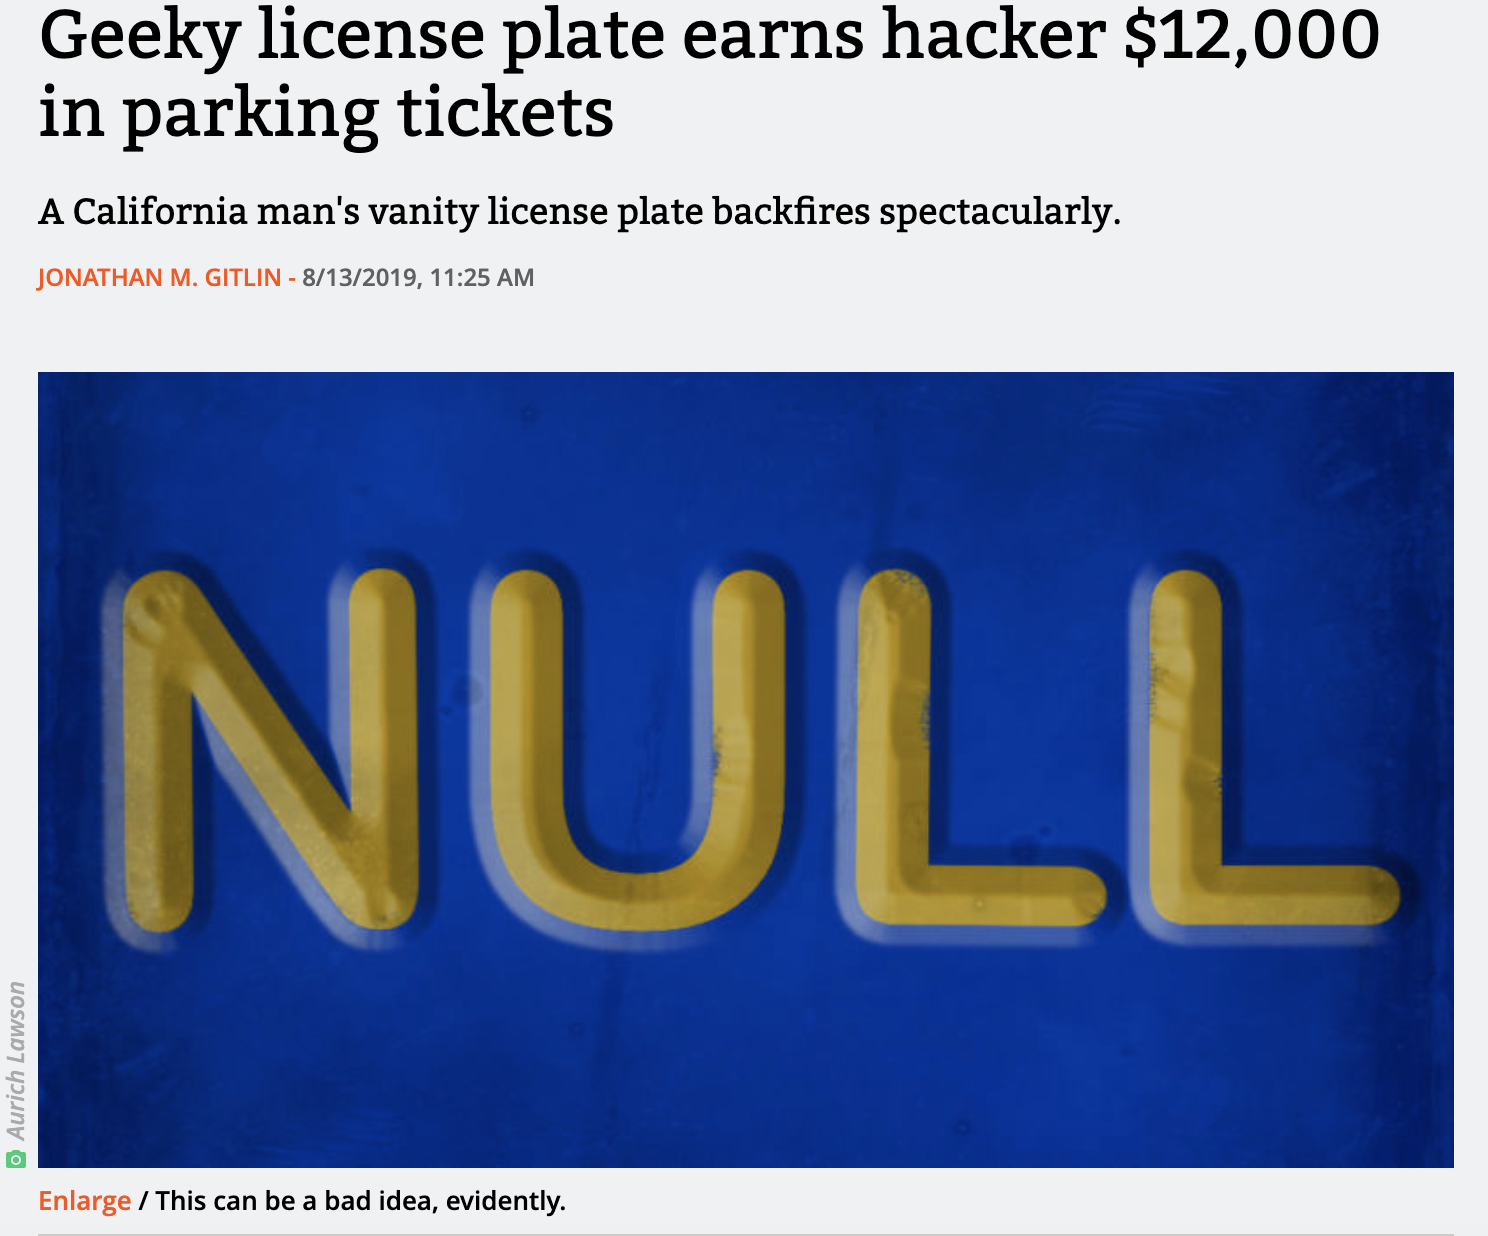 Geeky license plate earns hacker $12,000
in parking tickets
A California man's vanity license plate backfires spectacularly.
JONATHAN M. GITLIN - 8/13/2019, 11:25 AM
NULL
Aurich Lawson
Enlarge / This can be a bad idea, evidently.